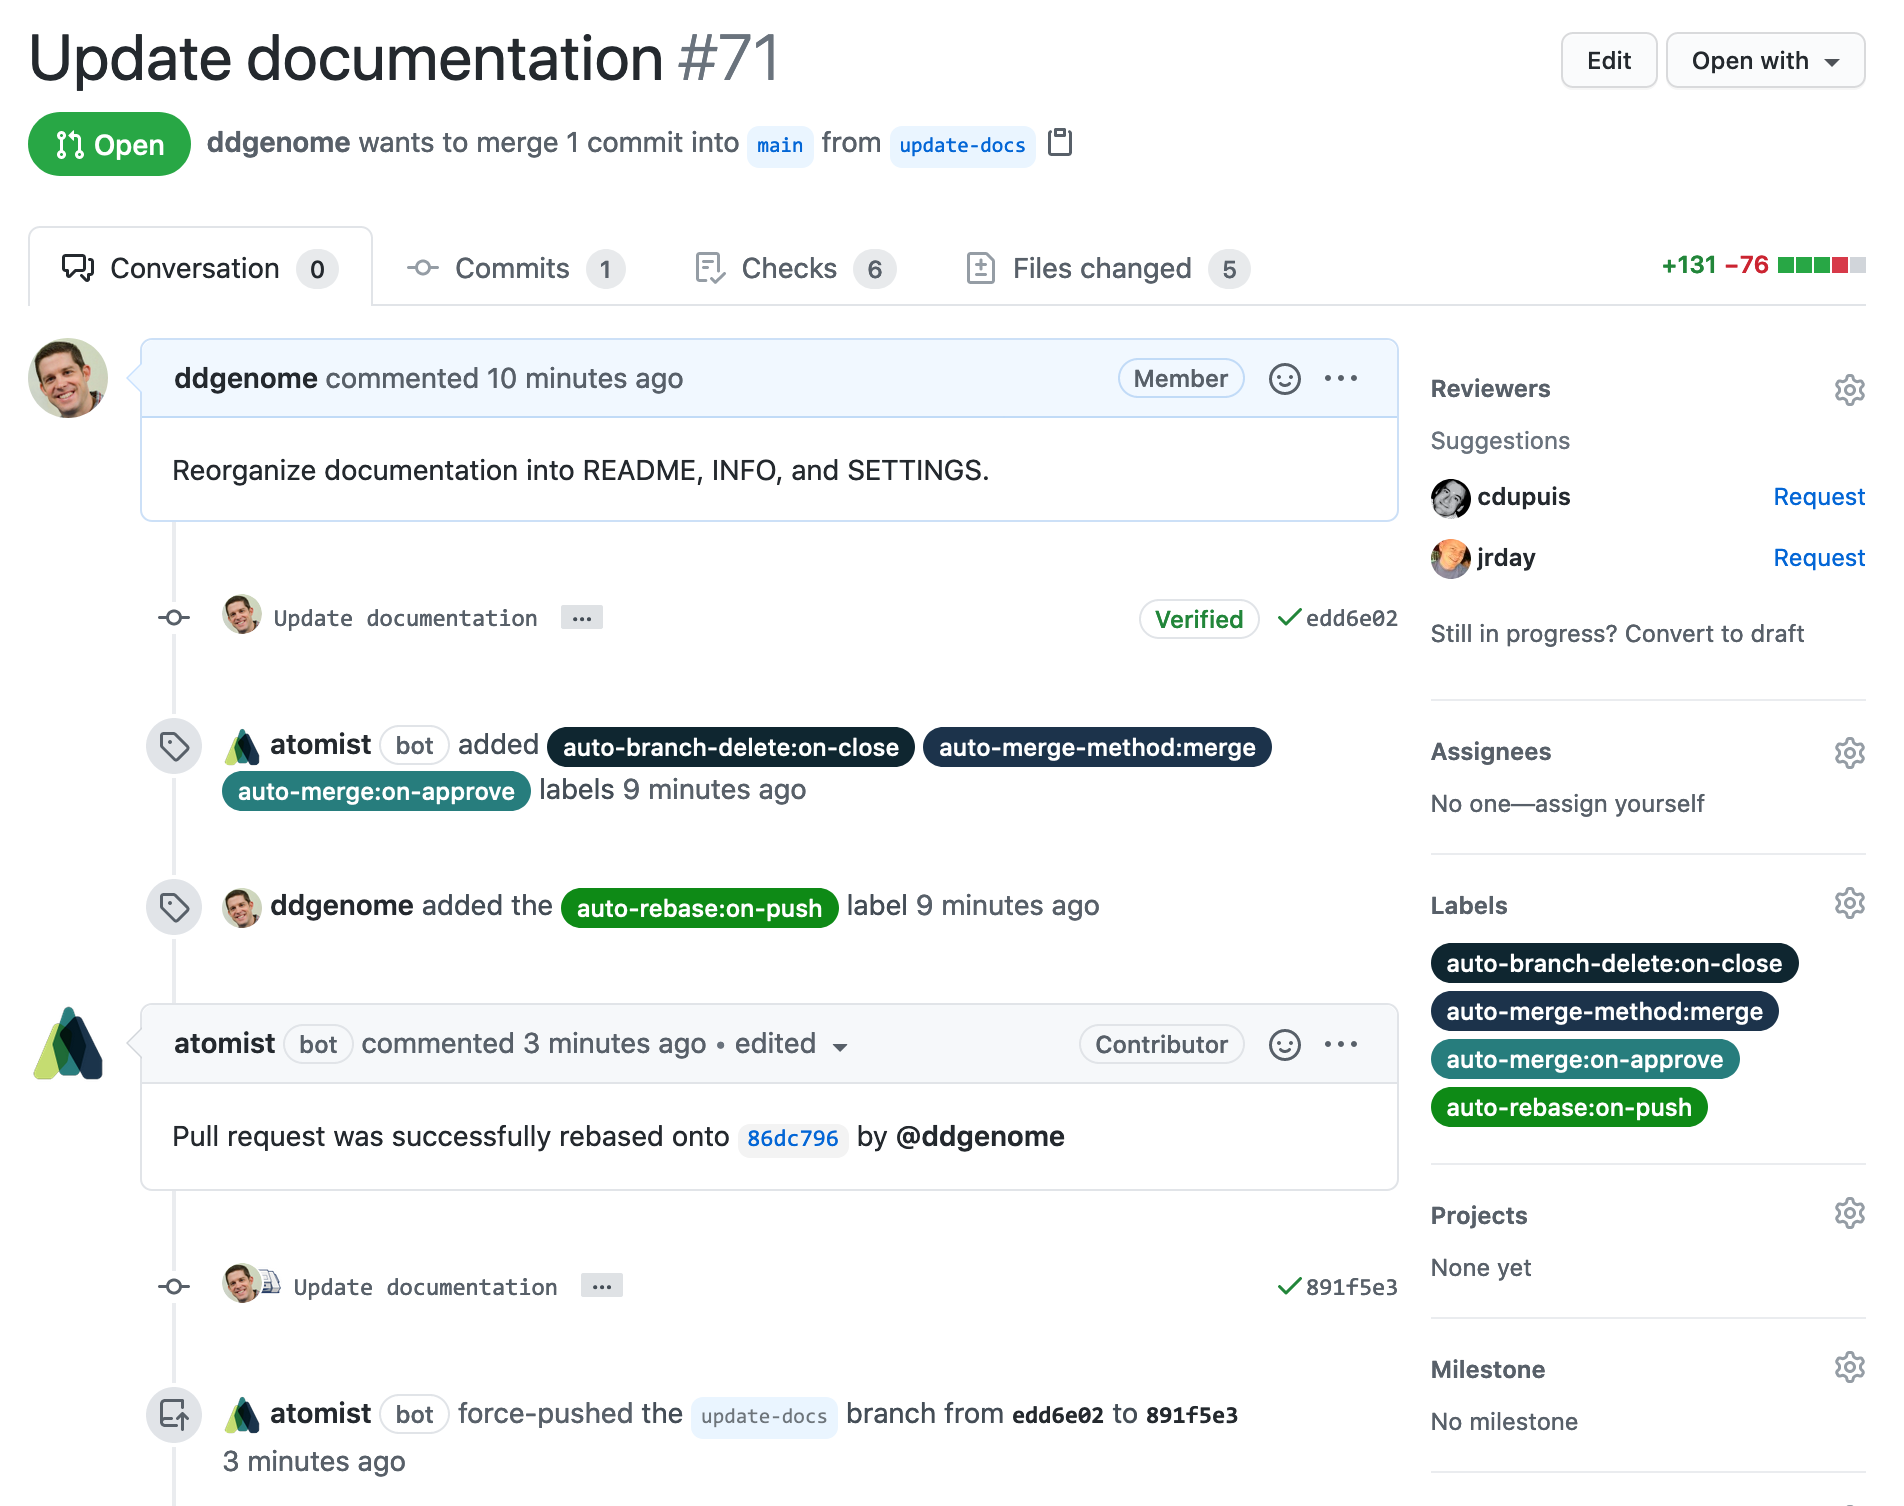 Update documentation #71
Edit
Open with
Open
ddgenome wants to merge 1 commit into main from update-docs
Conversation 0
Commits 1
Checks 6
Files changed 5
+131 −76
ddgenome commented 10 minutes ago
Member
Reorganize documentation into README, INFO, and SETTINGS.
Update documentation …
Verified
edd6e02
atomist bot added auto-branch-delete:on-close auto-merge-method:merge
auto-merge:on-approve labels 9 minutes ago
ddgenome added the auto-rebase:on-push label 9 minutes ago
atomist bot commented 3 minutes ago • edited
Contributor
Pull request was successfully rebased onto 86dc796 by @ddgenome
Update documentation …
891f5e3
atomist bot force-pushed the update-docs branch from edd6e02 to 891f5e3
3 minutes ago
Reviewers
Suggestions
cdupuis Request
jrday Request
Still in progress? Convert to draft
Assignees
No one—assign yourself
Labels
auto-branch-delete:on-close
auto-merge-method:merge
auto-merge:on-approve
auto-rebase:on-push
Projects
None yet
Milestone
No milestone